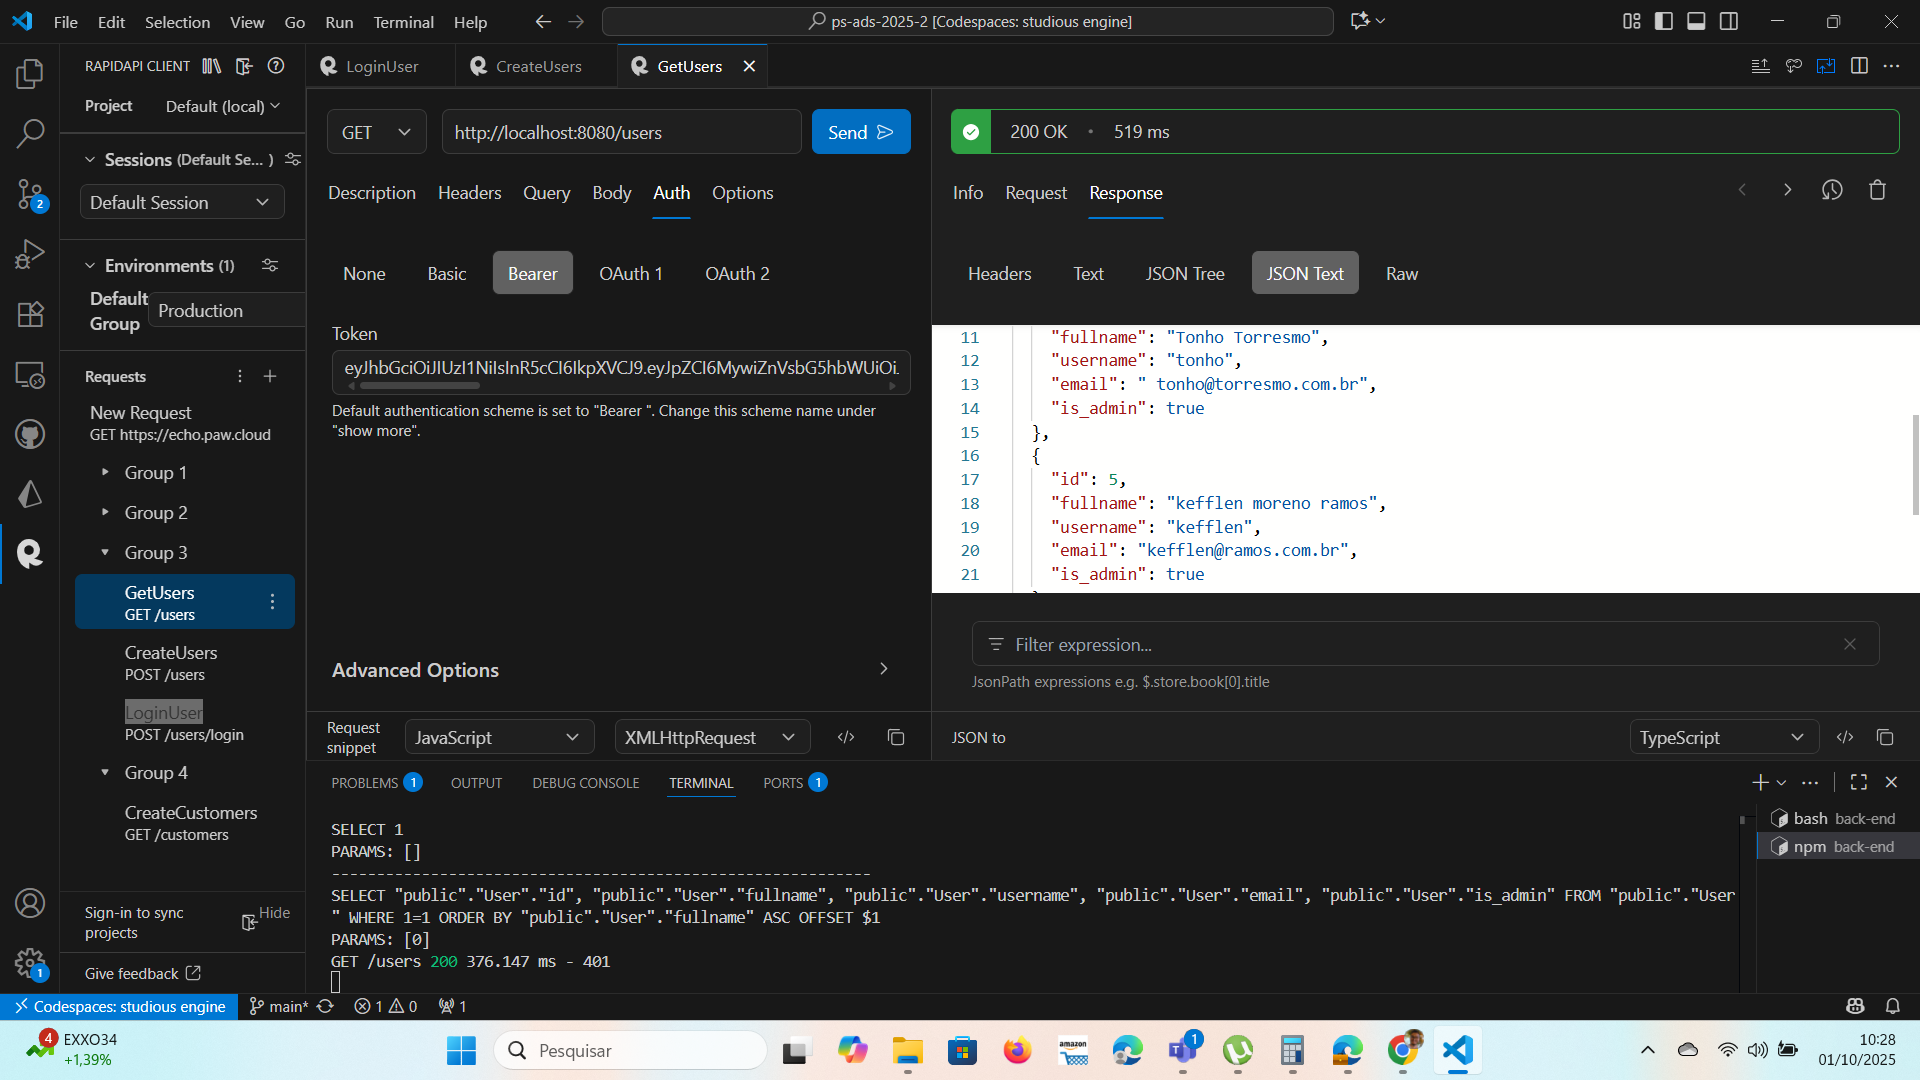 File Edit Selection View Go Run Terminal Help
ps-ads-2025-2 [Codespaces: studious engine]
RAPIDAPI CLIENT
Project Default (local)
Sessions (Default Se... )
Default Session
Environments (1)
Default Group Production
Requests
New Request
GET https://echo.paw.cloud
Group 1
Group 2
Group 3
GetUsers
GET /users
CreateUsers
POST /users
LoginUser
POST /users/login
Group 4
CreateCustomers
GET /customers
Sign-in to sync projects
Hide
Give feedback
2
1
LoginUser CreateUsers GetUsers
GET http://localhost:8080/users Send
Description Headers Query Body Auth Options
None Basic Bearer OAuth 1 OAuth 2
Token
eyJhbGciOiJIUzI1NiIsInR5cCI6IkpXVCJ9.eyJpZCI6MywiZnVsbG5hbWUiOi
Default authentication scheme is set to "Bearer ". Change this scheme name under
"show more".
Advanced Options
Request snippet JavaScript XMLHttpRequest
200 OK • 519 ms
Info Request Response
Headers Text JSON Tree JSON Text Raw
11 "fullname": "Tonho Torresmo",
12 "username": "tonho",
13 "email": " tonho@torresmo.com.br",
14 "is_admin": true
15 },
16 {
17 "id": 5,
18 "fullname": "kefflen moreno ramos",
19 "username": "kefflen",
20 "email": "kefflen@ramos.com.br",
21 "is_admin": true
Filter expression...
JsonPath expressions e.g. $.store.book[0].title
JSON to TypeScript
PROBLEMS 1 OUTPUT DEBUG CONSOLE TERMINAL PORTS 1
SELECT 1
PARAMS: []
------------------------------------------------------------
SELECT "public"."User"."id", "public"."User"."fullname", "public"."User"."username", "public"."User"."email", "public"."User"."is_admin" FROM "public"."User
" WHERE 1=1 ORDER BY "public"."User"."fullname" ASC OFFSET $1
PARAMS: [0]
GET /users 200 376.147 ms - 401
bash back-end
npm back-end
Codespaces: studious engine main* 1 0 1
4 EXXO34
+1,39%
Pesquisar
amazon
1
10:28
01/10/2025